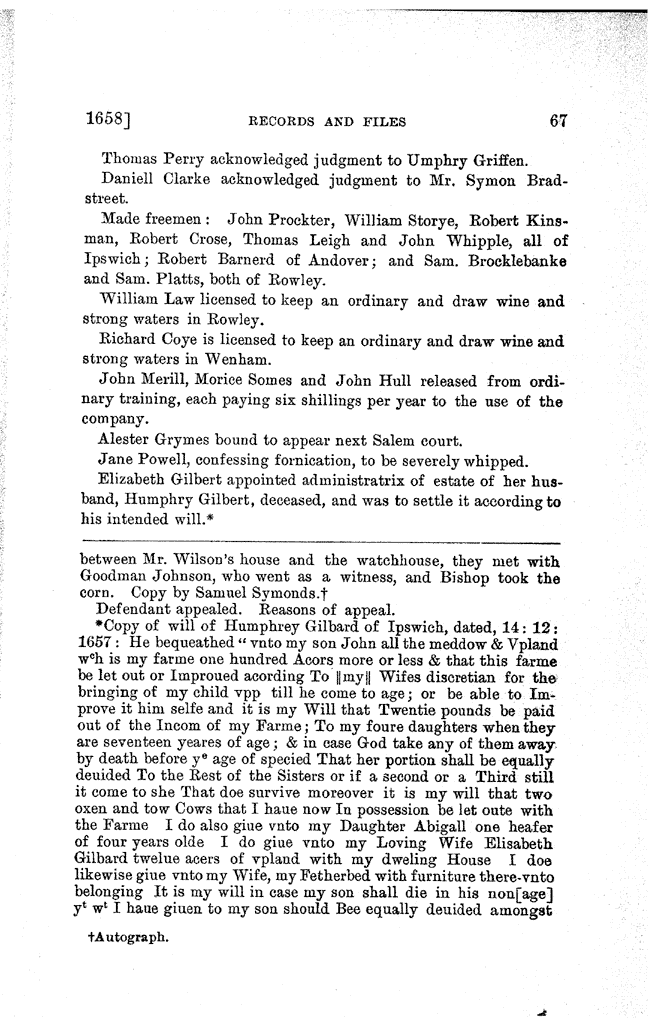 1658] RECORDS AND FILES 67
Thomas Perry acknowledged judgment to Umphry Griffen.
Daniell Clarke acknowledged judgment to Mr. Symon Brad-
street.
Made freemen : John Prockter, William Storye, Robert Kins-
man, Robert Crose, Thomas Leigh and John Whipple, all of
Ipswich ; Robert Barnerd of Andover ; and Sam. Brocklebanke
and Sam. Platts, both of Rowley.
William Law licensed to keep an ordinary and draw wine and
strong waters in Rowley.
Richard Coye is licensed to keep an ordinary and draw wine and
strong waters in Wenham.
John Merill, Morice Somes and John Hull released from ordi-
nary training, each paying six shillings per year to the use of the
company.
Alester Grymes bound to appear next Salem court.
Jane Powell, confessing fornication, to be severely whipped.
Elizabeth Gilbert appointed administratrix of estate of her hus-
band, Humphry Gilbert, deceased, and was to settle it according to
his intended will.*
between Mr. Wilson's house and the watchhouse, they met with
Goodman Johnson, who went as a witness, and Bishop took the
corn. Copy by Samuel Symonds.†
Defendant appealed. Reasons of appeal.
*Copy of will of Humphrey Gilbard of Ipswich, dated, 14 : 12 :
1657 : He bequeathed " vnto my son John all the meddow & Vpland
wᶜh is my farme one hundred Acors more or less & that this farme
be let out or Improued acording To ||my|| Wifes discretian for the
bringing of my child vpp till he come to age ; or be able to Im-
prove it him selfe and it is my Will that Twentie pounds be paid
out of the Incom of my Farme ; To my foure daughters when they
are seventeen yeares of age ; & in case God take any of them away
by death before yᵉ age of specied That her portion shall be equally
deuided To the Rest of the Sisters or if a second or a Third still
it come to she That doe survive moreover it is my will that two
oxen and tow Cows that I haue now In possession be let oute with
the Farme I do also giue vnto my Daughter Abigall one heafer
of four years olde I do giue vnto my Loving Wife Elisabeth
Gilbard twelue acers of vpland with my dweling House I doe
likewise giue vnto my Wife, my Fetherbed with furniture there-vnto
belonging It is my will in case my son shall die in his non[age]
yᵗ wᵗ I haue giuen to my son should Bee equally deuided amongst
†Autograph.